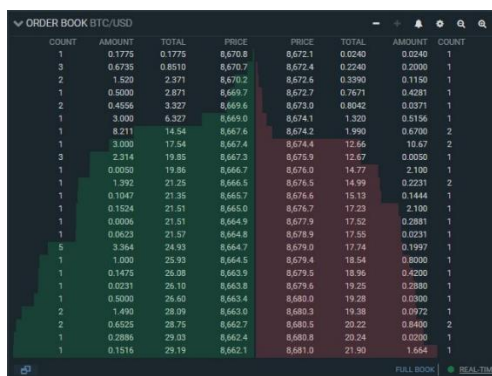 ORDER BOOK BTC/USD
COUNT AMOUNT TOTAL PRICE PRICE TOTAL AMOUNT COUNT
1 0.1775 0.1775 8,670.8 8,672.1 0.0240 0.0240 1
3 0.6735 0.8510 8,670.7 8,672.4 0.2240 0.2000 1
2 1.520 2.371 8,670.2 8,672.6 0.3390 0.1150 1
1 0.5000 2.871 8,669.7 8,672.7 0.7671 0.4281 1
2 0.4556 3.327 8,669.6 8,673.0 0.8042 0.0371 1
1 3.000 6.327 8,669.0 8,674.1 1.320 0.5156 1
1 8.211 14.54 8,667.6 8,674.2 1.990 0.6700 2
1 3.000 17.54 8,667.4 8,674.4 12.66 10.67 2
3 2.314 19.85 8,667.3 8,675.9 12.67 0.0050 1
1 0.0050 19.86 8,666.7 8,676.0 14.77 2.100 1
1 1.392 21.25 8,666.5 8,676.5 14.99 0.2231 2
1 0.1047 21.35 8,665.7 8,676.6 15.13 0.1444 1
1 0.1524 21.51 8,665.0 8,676.7 17.23 2.100 1
1 0.0006 21.51 8,664.9 8,677.9 17.52 0.2881 1
1 0.0623 21.57 8,664.8 8,678.9 17.55 0.0231 1
5 3.364 24.93 8,664.7 8,679.0 17.74 0.1997 1
1 1.000 25.93 8,664.5 8,679.4 18.54 0.8000 1
1 0.1475 26.08 8,663.9 8,679.5 18.96 0.4200 1
1 0.0231 26.10 8,663.8 8,679.6 19.25 0.2880 1
1 0.5000 26.60 8,663.4 8,680.0 19.28 0.0300 1
2 1.490 28.09 8,663.0 8,680.3 19.38 0.0972 1
2 0.6525 28.75 8,662.7 8,680.5 20.22 0.8400 2
1 0.2886 29.03 8,662.4 8,680.8 20.24 0.0200 1
1 0.1516 29.19 8,662.1 8,681.0 21.90 1.664 1
FULL BOOK REAL-TIM